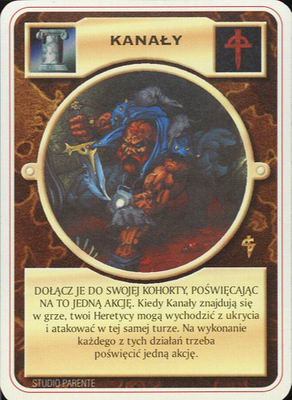 KANAŁY
DOŁĄCZ JE DO SWOJEJ KOHORTY, POŚWIĘCAJĄC
NA TO JEDNĄ AKCJĘ. Kiedy Kanały znajdują się
w grze, twoi Heretycy mogą wychodzić z ukrycia
i atakować w tej samej turze. Na wykonanie
każdego z tych działań trzeba
poświęcić jedną akcję.
STUDIO PARENTE